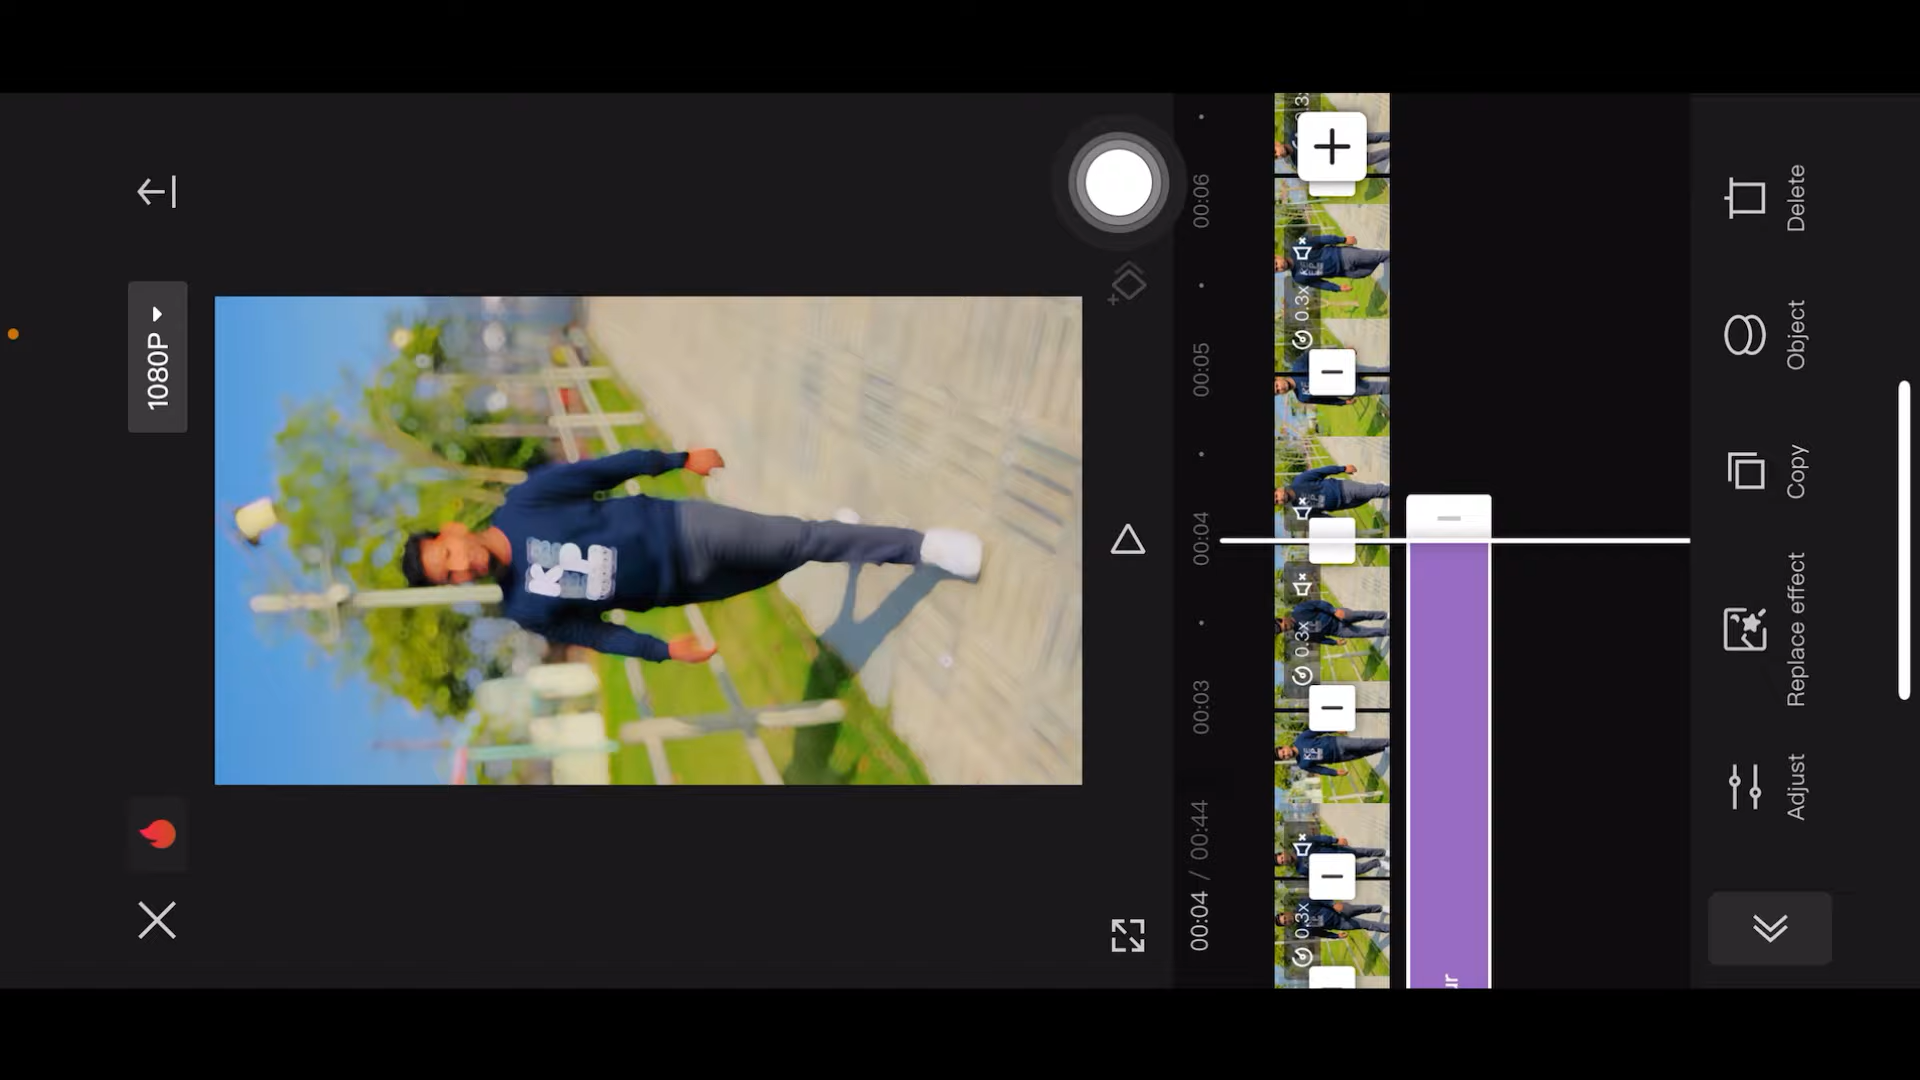 1080P
00:04 / 00:44
00:03
00:04
00:05
00:06
0.3x
0.3x
0.3x
Adjust
Replace effect
Copy
Object
Delete